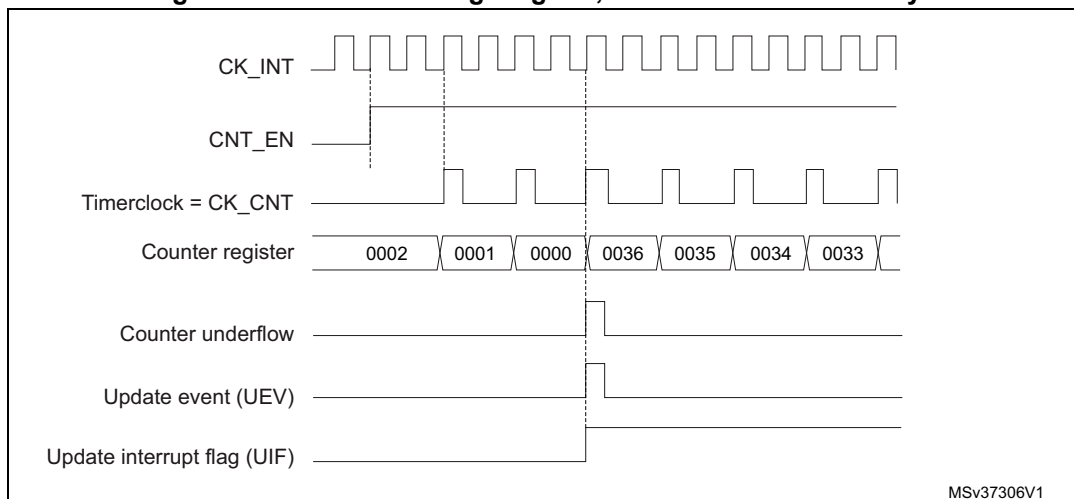 CK_INT
CNT_EN
Timerclock = CK_CNT
Counter register 0002 0001 0000 0036 0035 0034 0033
Counter underflow
Update event (UEV)
Update interrupt flag (UIF)
MSv37306V1